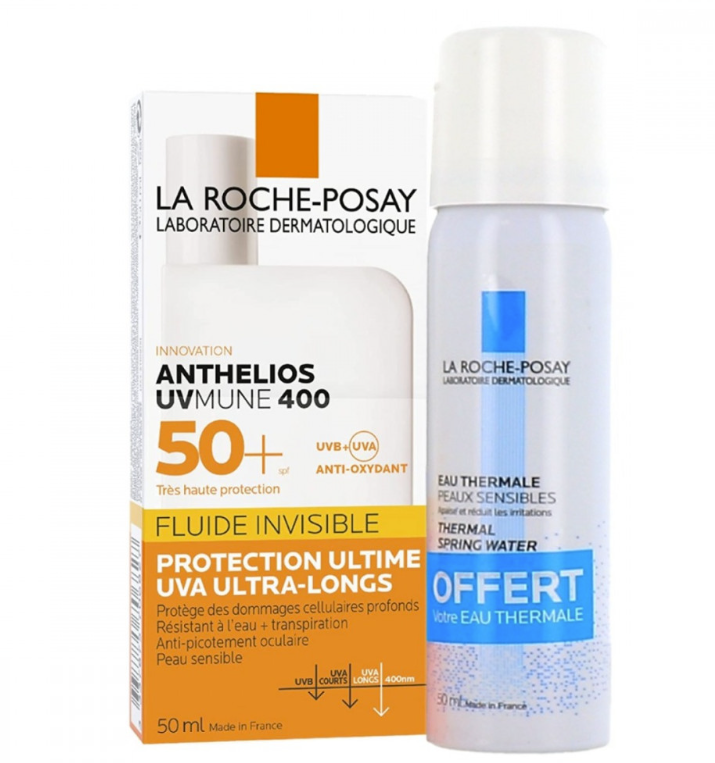 LA ROCHE-POSAY
LABORATOIRE DERMATOLOGIQUE
INNOVATION
ANTHELIOS
UVMUNE 400
50+
spf
Très haute protection
UVB+UVA
ANTI-OXYDANT
FLUIDE INVISIBLE
PROTECTION ULTIME
UVA ULTRA-LONGS
Protège des dommages cellulaires profonds
Résistant à l'eau + transpiration
Anti-picotement oculaire
Peau sensible
UVB
UVA
COURTS
UVA
LONGS
400nm
50 ml Made in France
LA ROCHE-POSAY
LABORATOIRE DERMATOLOGIQUE
EAU THERMALE
PEAUX SENSIBLES
Apaise et réduit les irritations
THERMAL
SPRING WATER
OFFERT
Votre EAU THERMALE
50 ml Made in France